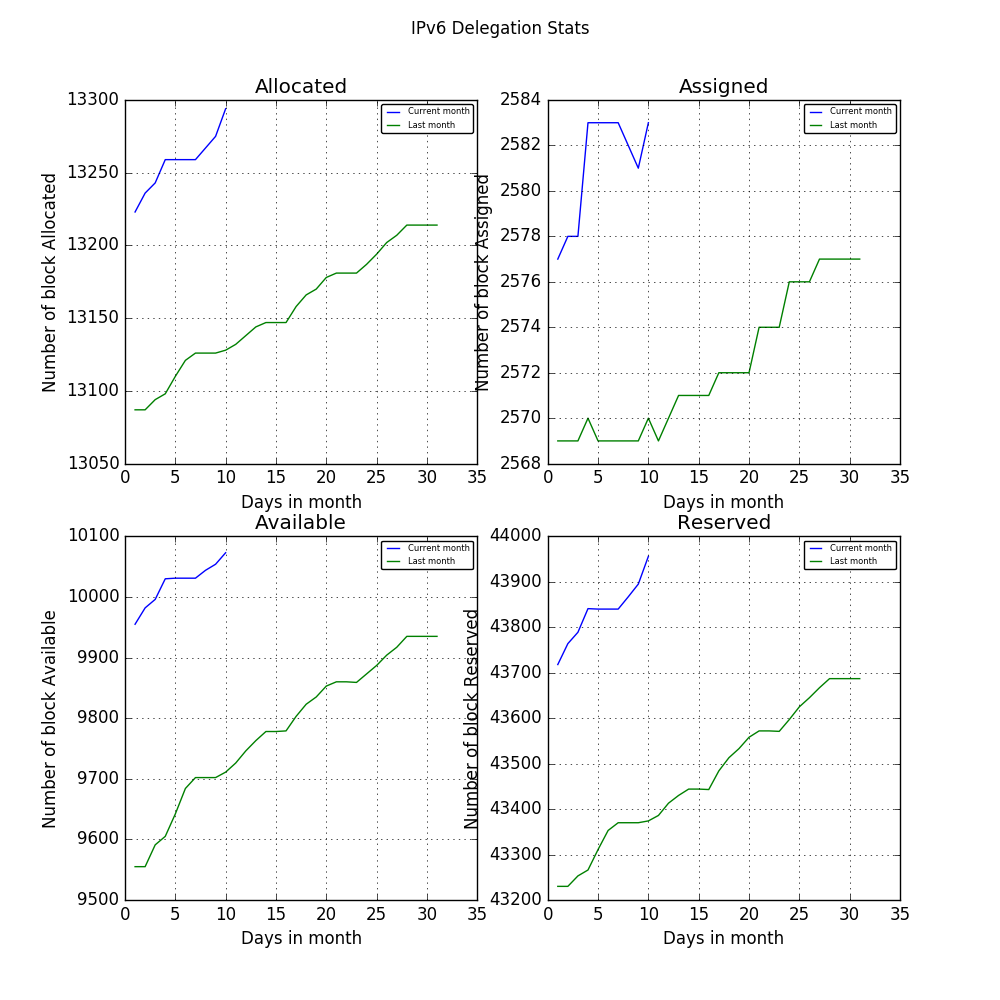 IPv6 Delegation Stats
Allocated
Number of block Allocated
13300
13250
13200
13150
13100
13050
0 5 10 15 20 25 30 35
Days in month
Current month
Last month
Assigned
Number of block Assigned
2584
2582
2580
2578
2576
2574
2572
2570
2568
0 5 10 15 20 25 30 35
Days in month
Current month
Last month
Available
Number of block Available
10100
10000
9900
9800
9700
9600
9500
0 5 10 15 20 25 30 35
Days in month
Current month
Last month
Reserved
Number of block Reserved
44000
43900
43800
43700
43600
43500
43400
43300
43200
0 5 10 15 20 25 30 35
Days in month
Current month
Last month